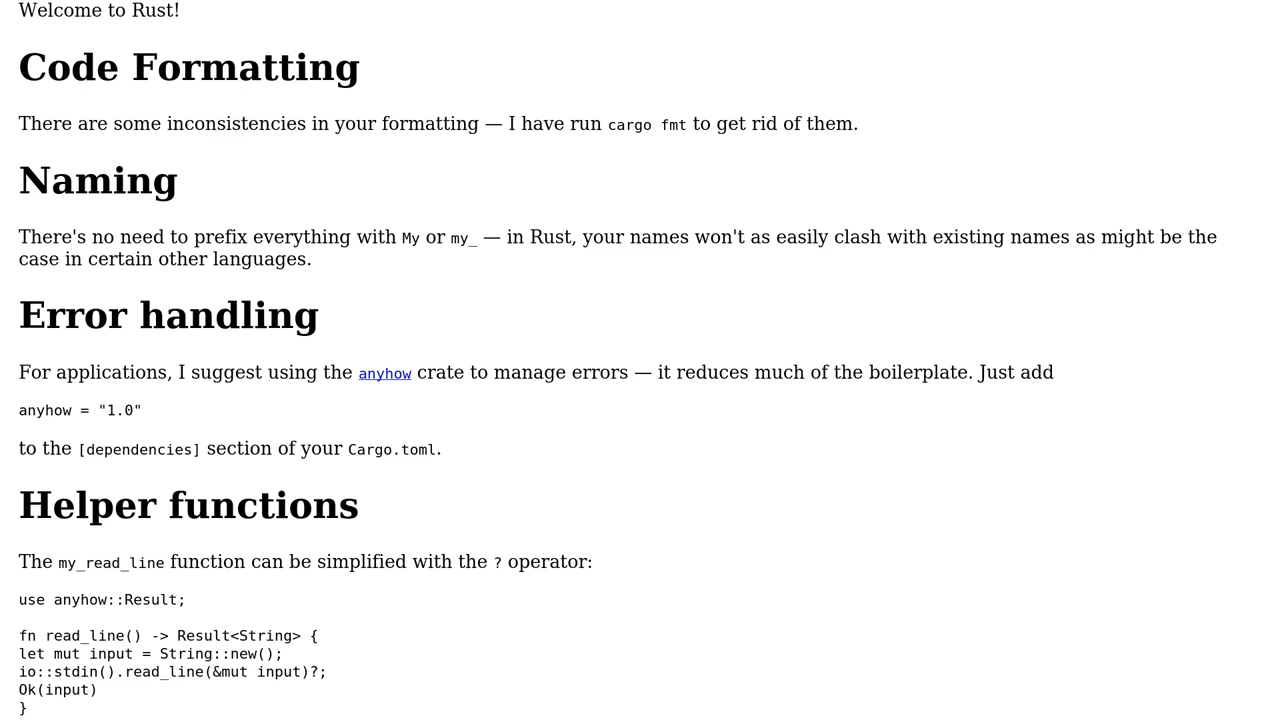 Welcome to Rust!
Code Formatting
There are some inconsistencies in your formatting — I have run cargo fmt to get rid of them.
Naming
There's no need to prefix everything with My or my_ — in Rust, your names won't as easily clash with existing names as might be the
case in certain other languages.
Error handling
For applications, I suggest using the anyhow crate to manage errors — it reduces much of the boilerplate. Just add
anyhow = "1.0"
to the [dependencies] section of your Cargo.toml.
Helper functions
The my_read_line function can be simplified with the ? operator:
use anyhow::Result;
fn read_line() -> Result<String> {
let mut input = String::new();
io::stdin().read_line(&mut input)?;
Ok(input)
}